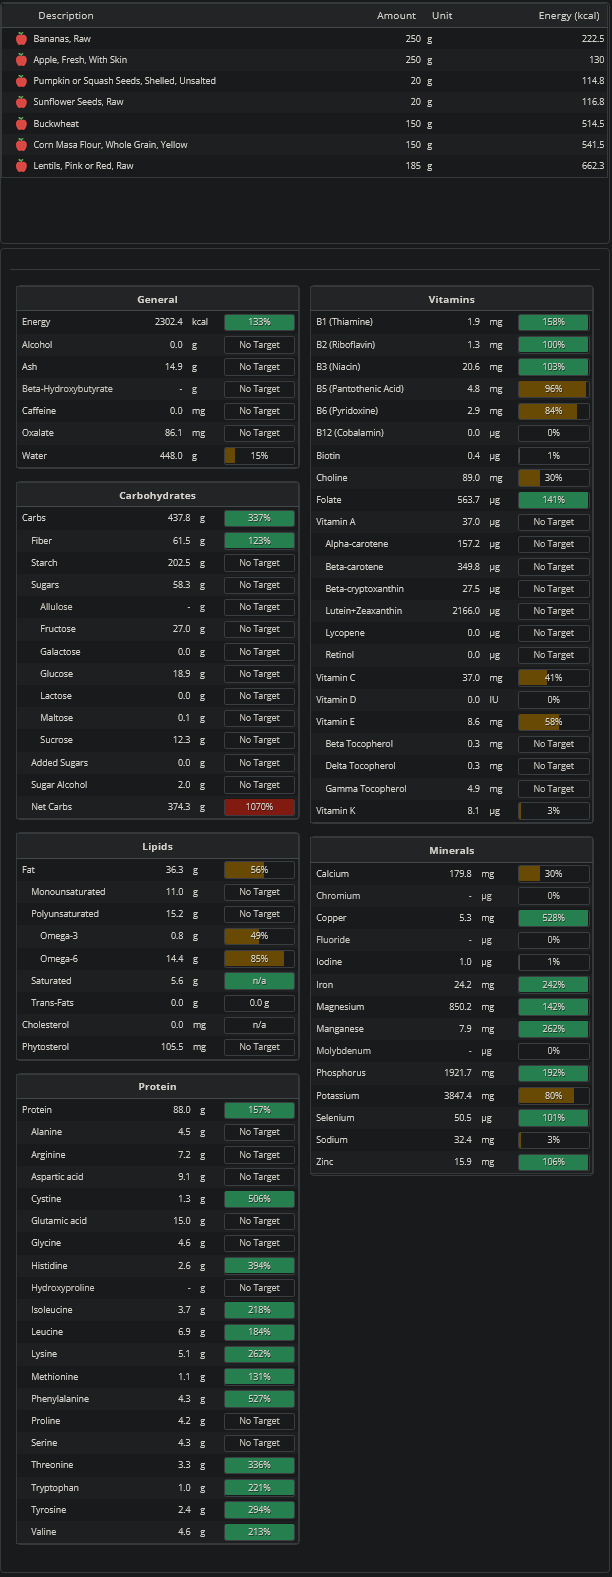 Description Amount Unit Energy (kcal)
Bananas, Raw 250 g 222.5
Apple, Fresh, With Skin 250 g 130
Pumpkin or Squash Seeds, Shelled, Unsalted 20 g 114.8
Sunflower Seeds, Raw 20 g 116.8
Buckwheat 150 g 514.5
Corn Masa Flour, Whole Grain, Yellow 150 g 541.5
Lentils, Pink or Red, Raw 185 g 662.3
General
Energy 2302.4 kcal 133%
Alcohol 0.0 g No Target
Ash 14.9 g No Target
Beta-Hydroxybutyrate - g No Target
Caffeine 0.0 mg No Target
Oxalate 86.1 mg No Target
Water 448.0 g 15%
Carbohydrates
Carbs 437.8 g 337%
Fiber 61.5 g 123%
Starch 202.5 g No Target
Sugars 58.3 g No Target
Allulose - g No Target
Fructose 27.0 g No Target
Galactose 0.0 g No Target
Glucose 18.9 g No Target
Lactose 0.0 g No Target
Maltose 0.1 g No Target
Sucrose 12.3 g No Target
Added Sugars 0.0 g No Target
Sugar Alcohol 2.0 g No Target
Net Carbs 374.3 g 1070%
Lipids
Fat 36.3 g 56%
Monounsaturated 11.0 g No Target
Polyunsaturated 15.2 g No Target
Omega-3 0.8 g 49%
Omega-6 14.4 g 85%
Saturated 5.6 g n/a
Trans-Fats 0.0 g 0.0 g
Cholesterol 0.0 mg n/a
Phytosterol 105.5 mg No Target
Protein
Protein 88.0 g 157%
Alanine 4.5 g No Target
Arginine 7.2 g No Target
Aspartic acid 9.1 g No Target
Cystine 1.3 g 506%
Glutamic acid 15.0 g No Target
Glycine 4.6 g No Target
Histidine 2.6 g 394%
Hydroxyproline - g No Target
Isoleucine 3.7 g 218%
Leucine 6.9 g 184%
Lysine 5.1 g 262%
Methionine 1.1 g 131%
Phenylalanine 4.3 g 527%
Proline 4.2 g No Target
Serine 4.3 g No Target
Threonine 3.3 g 336%
Tryptophan 1.0 g 221%
Tyrosine 2.4 g 294%
Valine 4.6 g 213%
Vitamins
B1 (Thiamine) 1.9 mg 158%
B2 (Riboflavin) 1.3 mg 100%
B3 (Niacin) 20.6 mg 103%
B5 (Pantothenic Acid) 4.8 mg 96%
B6 (Pyridoxine) 2.9 mg 84%
B12 (Cobalamin) 0.0 µg 0%
Biotin 0.4 µg 1%
Choline 89.0 mg 30%
Folate 563.7 µg 141%
Vitamin A 37.0 µg No Target
Alpha-carotene 157.2 µg No Target
Beta-carotene 349.8 µg No Target
Beta-cryptoxanthin 27.5 µg No Target
Lutein+Zeaxanthin 2166.0 µg No Target
Lycopene 0.0 µg No Target
Retinol 0.0 µg No Target
Vitamin C 37.0 mg 41%
Vitamin D 0.0 IU 0%
Vitamin E 8.6 mg 58%
Beta Tocopherol 0.3 mg No Target
Delta Tocopherol 0.3 mg No Target
Gamma Tocopherol 4.9 mg No Target
Vitamin K 8.1 µg 3%
Minerals
Calcium 179.8 mg 30%
Chromium - µg 0%
Copper 5.3 mg 528%
Fluoride - µg 0%
Iodine 1.0 µg 1%
Iron 24.2 mg 242%
Magnesium 850.2 mg 142%
Manganese 7.9 mg 262%
Molybdenum - µg 0%
Phosphorus 1921.7 mg 192%
Potassium 3847.4 mg 80%
Selenium 50.5 µg 101%
Sodium 32.4 mg 3%
Zinc 15.9 mg 106%